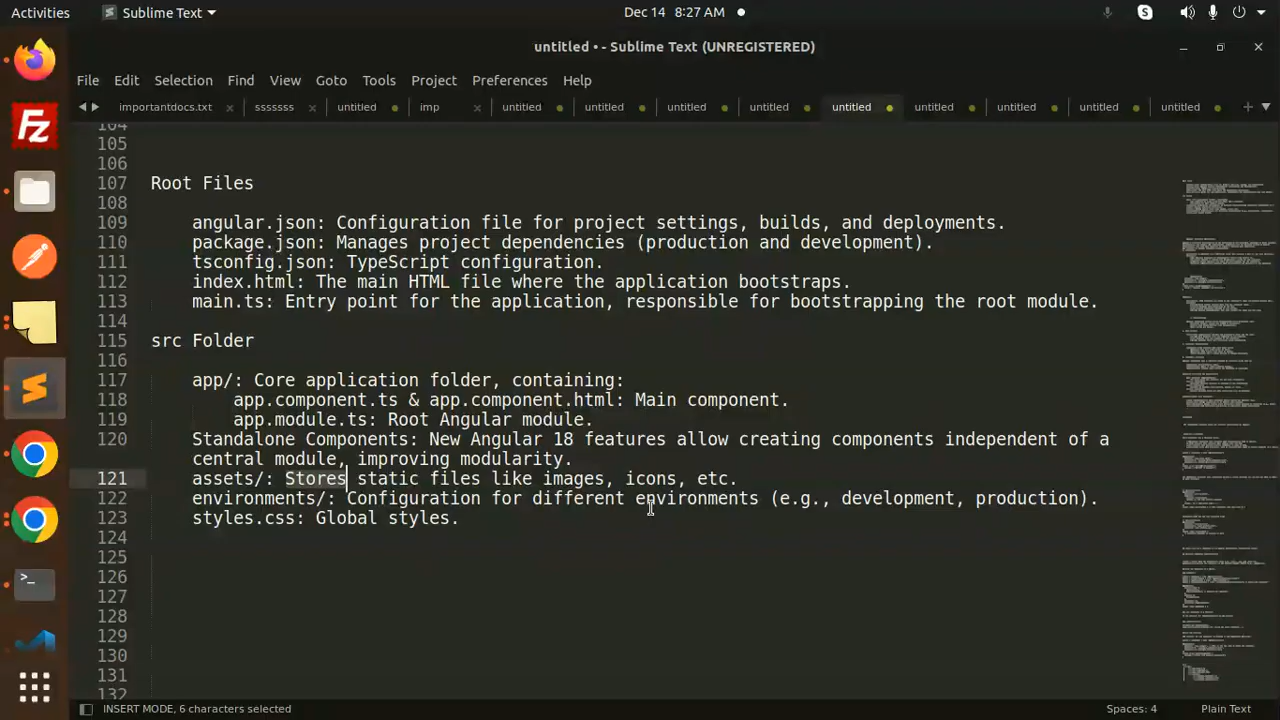 Activities
Sublime Text
Dec 14 8:27 AM
untitled • - Sublime Text (UNREGISTERED)
File Edit Selection Find View Goto Tools Project Preferences Help
importantdocs.txt sssssss untitled imp untitled untitled untitled untitled untitled untitled untitled untitled untitled
104
105
106
107 Root Files
108
109 angular.json: Configuration file for project settings, builds, and deployments.
110 package.json: Manages project dependencies (production and development).
111 tsconfig.json: TypeScript configuration.
112 index.html: The main HTML file where the application bootstraps.
113 main.ts: Entry point for the application, responsible for bootstrapping the root module.
114
115 src Folder
116
117 app/: Core application folder, containing:
118 app.component.ts & app.component.html: Main component.
119 app.module.ts: Root Angular module.
120 Standalone Components: New Angular 18 features allow creating components independent of a
central module, improving modularity.
121 assets/: Stores static files like images, icons, etc.
122 environments/: Configuration for different environments (e.g., development, production).
123 styles.css: Global styles.
124
125
126
127
128
129
130
131
132
INSERT MODE, 6 characters selected
Spaces: 4
Plain Text